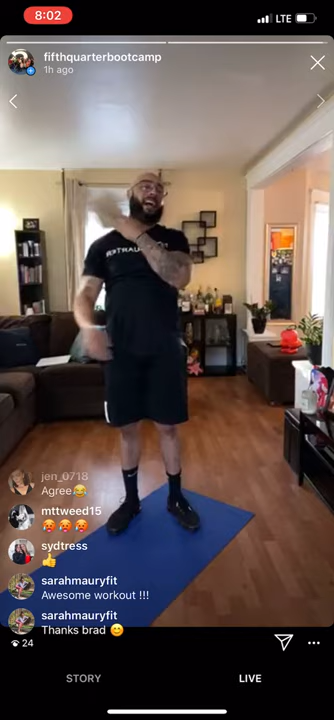 8:02
LTE
fifthquarterbootcamp
1h ago
jen_0718
Agree😂
mttweed15
🥵🥵🥵
sydtress
👍
sarahmauryfit
Awesome workout !!!
sarahmauryfit
Thanks brad 😊
24
STORY
LIVE